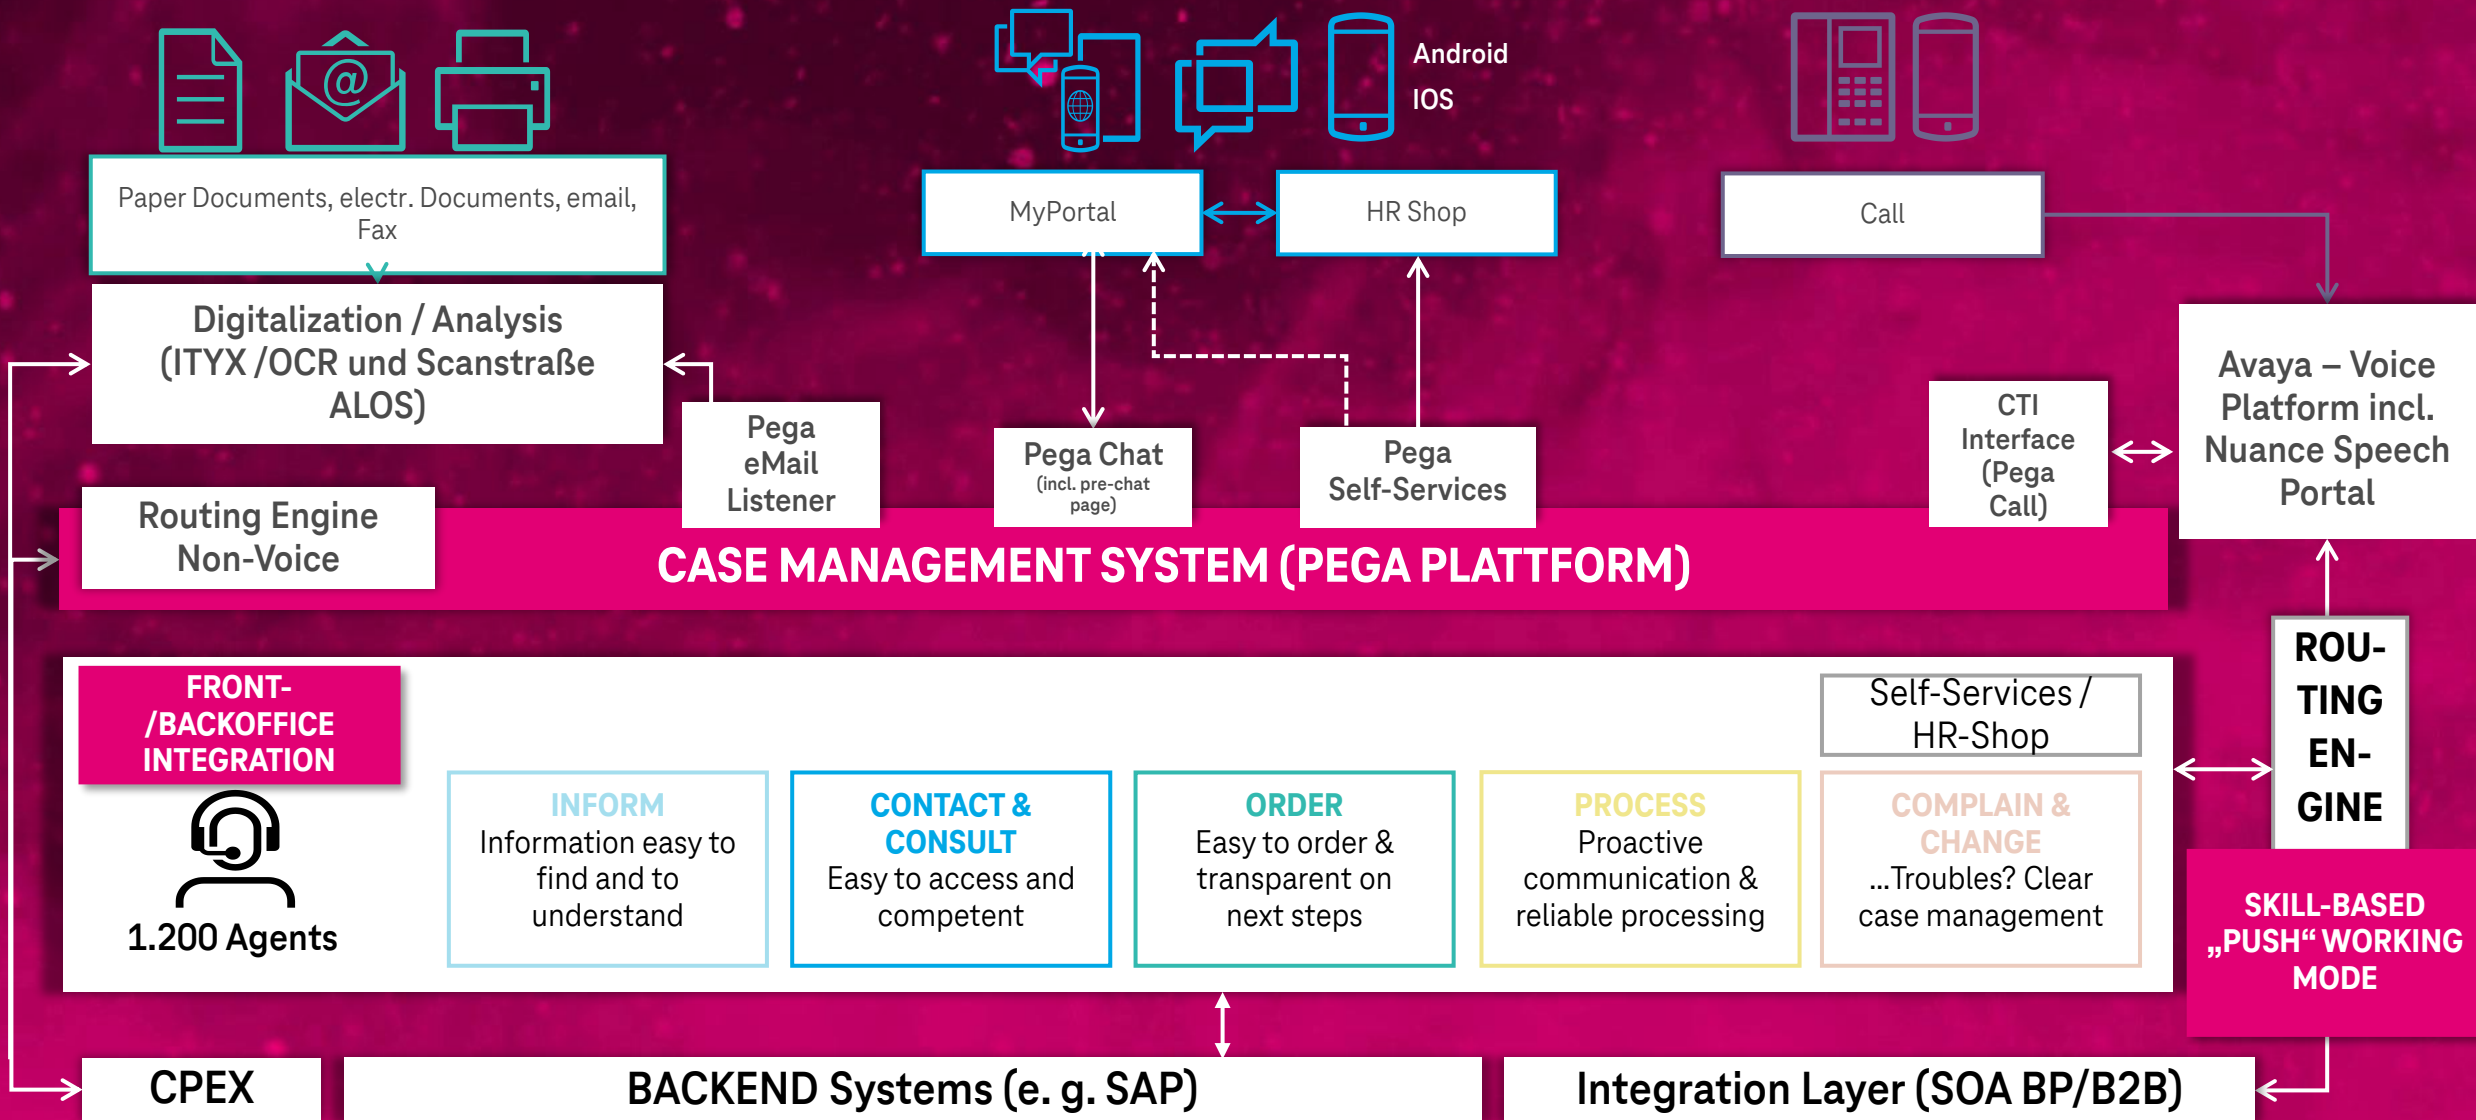 @
Android
IOS
Paper Documents, electr. Documents, email,
Fax
MyPortal
HR Shop
Call
Digitalization / Analysis
(ITYX /OCR und Scanstraße
ALOS)
Pega
eMail
Listener
Pega Chat
(incl. pre-chat
page)
Pega
Self-Services
CTI
Interface
(Pega
Call)
Avaya – Voice
Platform incl.
Nuance Speech
Portal
Routing Engine
Non-Voice
CASE MANAGEMENT SYSTEM (PEGA PLATTFORM)
FRONT-
/BACKOFFICE
INTEGRATION
1.200 Agents
Self-Services /
HR-Shop
INFORM
Information easy to
find and to
understand
CONTACT &
CONSULT
Easy to access and
competent
ORDER
Easy to order &
transparent on
next steps
PROCESS
Proactive
communication &
reliable processing
COMPLAIN &
CHANGE
...Troubles? Clear
case management
ROU-
TING
EN-
GINE
SKILL-BASED
„PUSH“ WORKING
MODE
CPEX
BACKEND Systems (e. g. SAP)
Integration Layer (SOA BP/B2B)